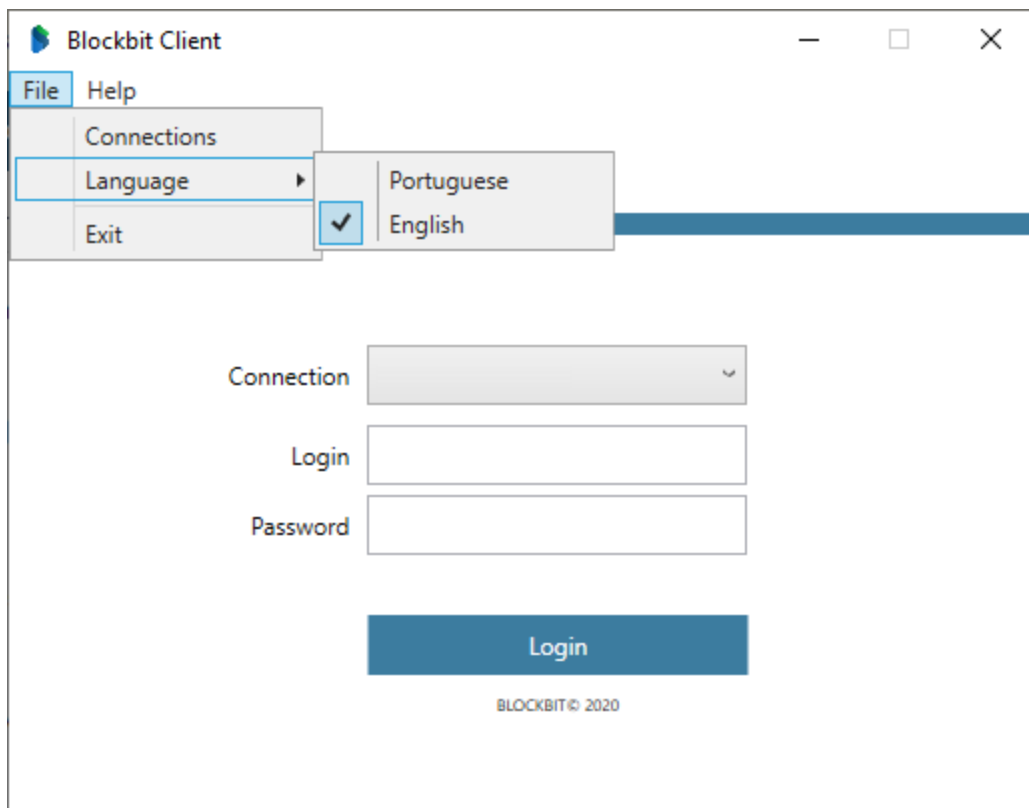 Blockbit Client
File Help
Connections
Language
Portuguese
English
Exit
Connection
Login
Password
Login
BLOCKBIT© 2020